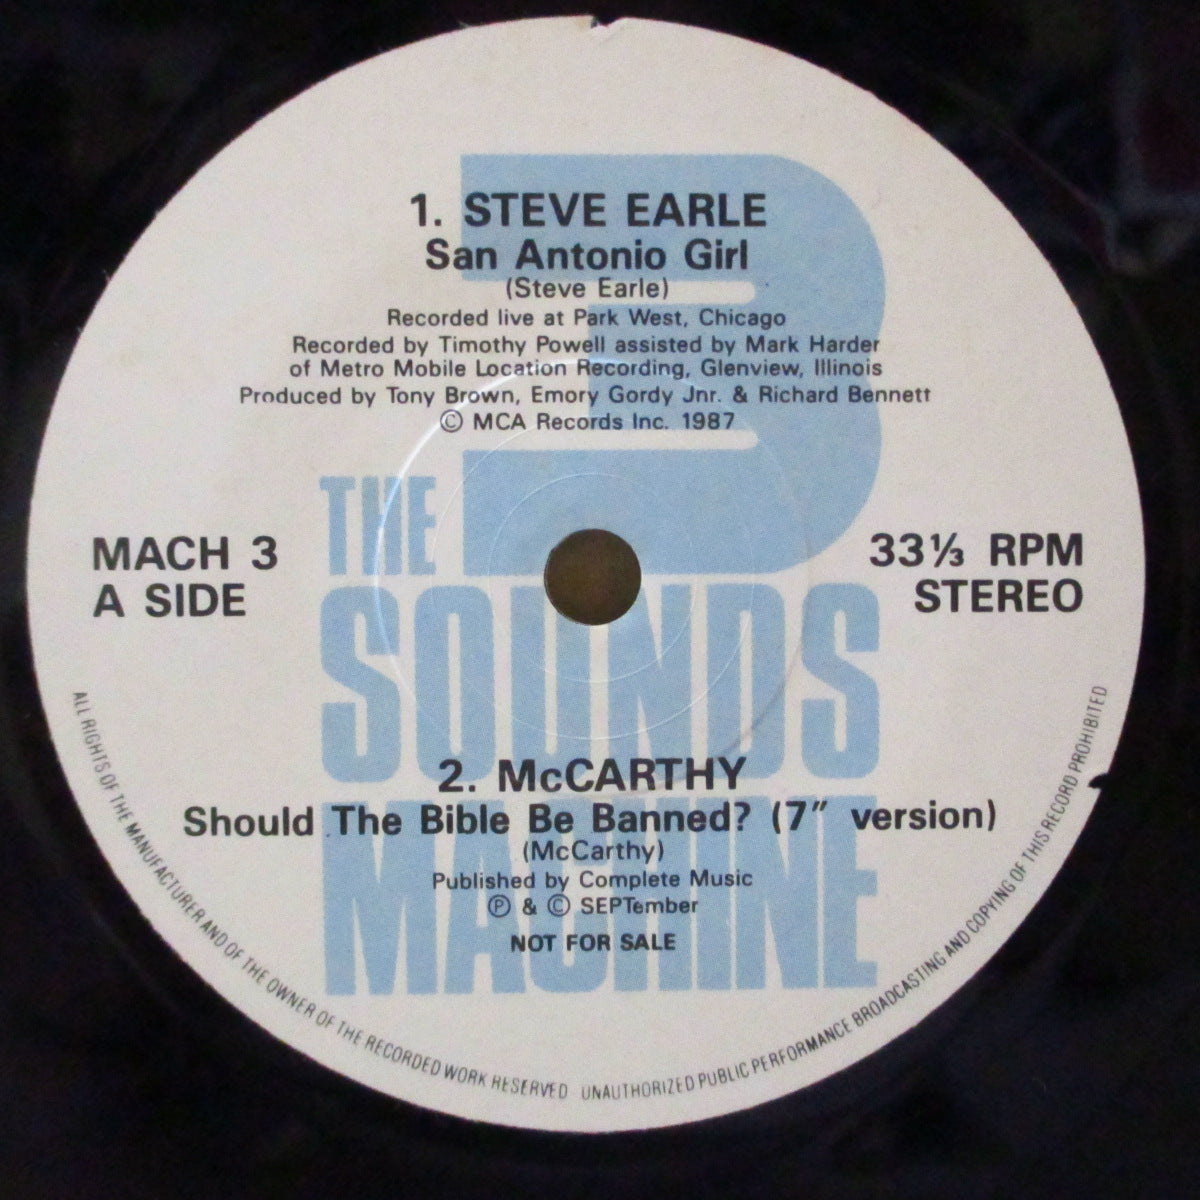 1. STEVE EARLE
San Antonio Girl
(Steve Earle)
Recorded live at Park West, Chicago
Recorded by Timothy Powell assisted by Mark Harder
of Metro Mobile Location Recording, Glenview, Illinois
Produced by Tony Brown, Emory Gordy Jnr. & Richard Bennett
© MCA Records Inc. 1987
3
THE
SOUNDS
MACHINE
MACH 3
A SIDE
33⅓ RPM
STEREO
2. McCARTHY
Should The Bible Be Banned? (7" version)
(McCarthy)
Published by Complete Music
℗ & © SEPTember
NOT FOR SALE
ALL RIGHTS OF THE MANUFACTURER AND OF THE OWNER OF THE RECORDED WORK RESERVED UNAUTHORIZED PUBLIC PERFORMANCE BROADCASTING AND COPYING OF THIS RECORD PROHIBITED